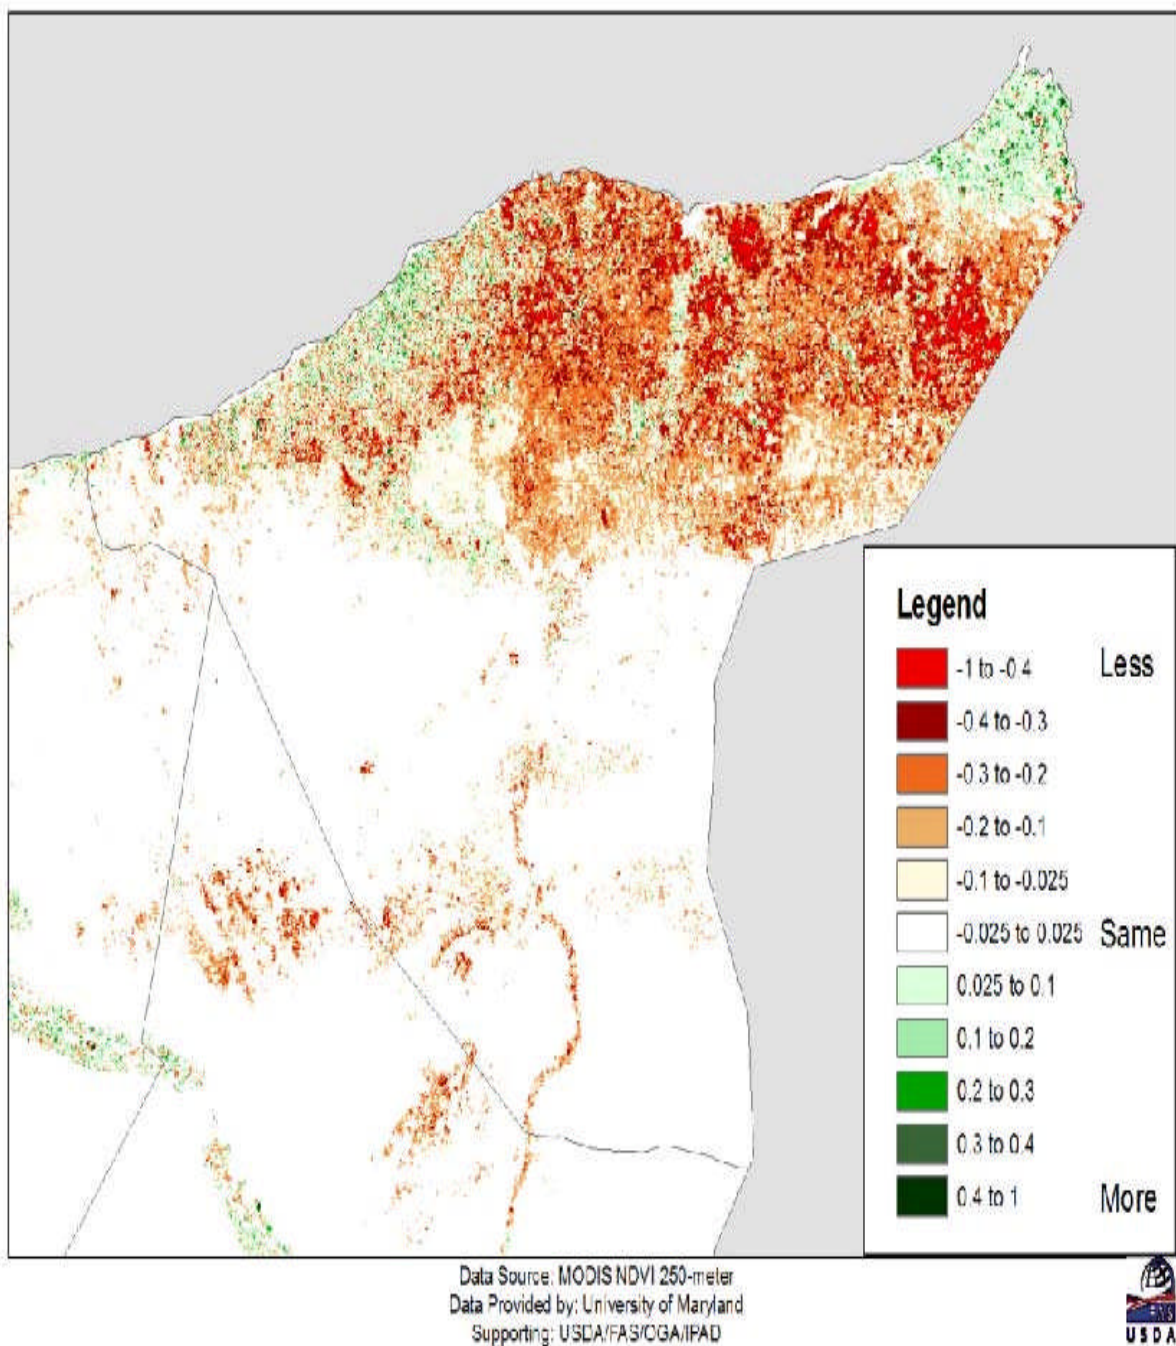 Legend
-1 to -0.4 Less
-0.4 to -0.3
-0.3 to -0.2
-0.2 to -0.1
-0.1 to -0.025
-0.025 to 0.025 Same
0.025 to 0.1
0.1 to 0.2
0.2 to 0.3
0.3 to 0.4
0.4 to 1 More
Data Source: MODIS NDVI 250-meter
Data Provided by: University of Maryland
Supporting: USDA/FAS/OGA/IPAD
FAS
USDA